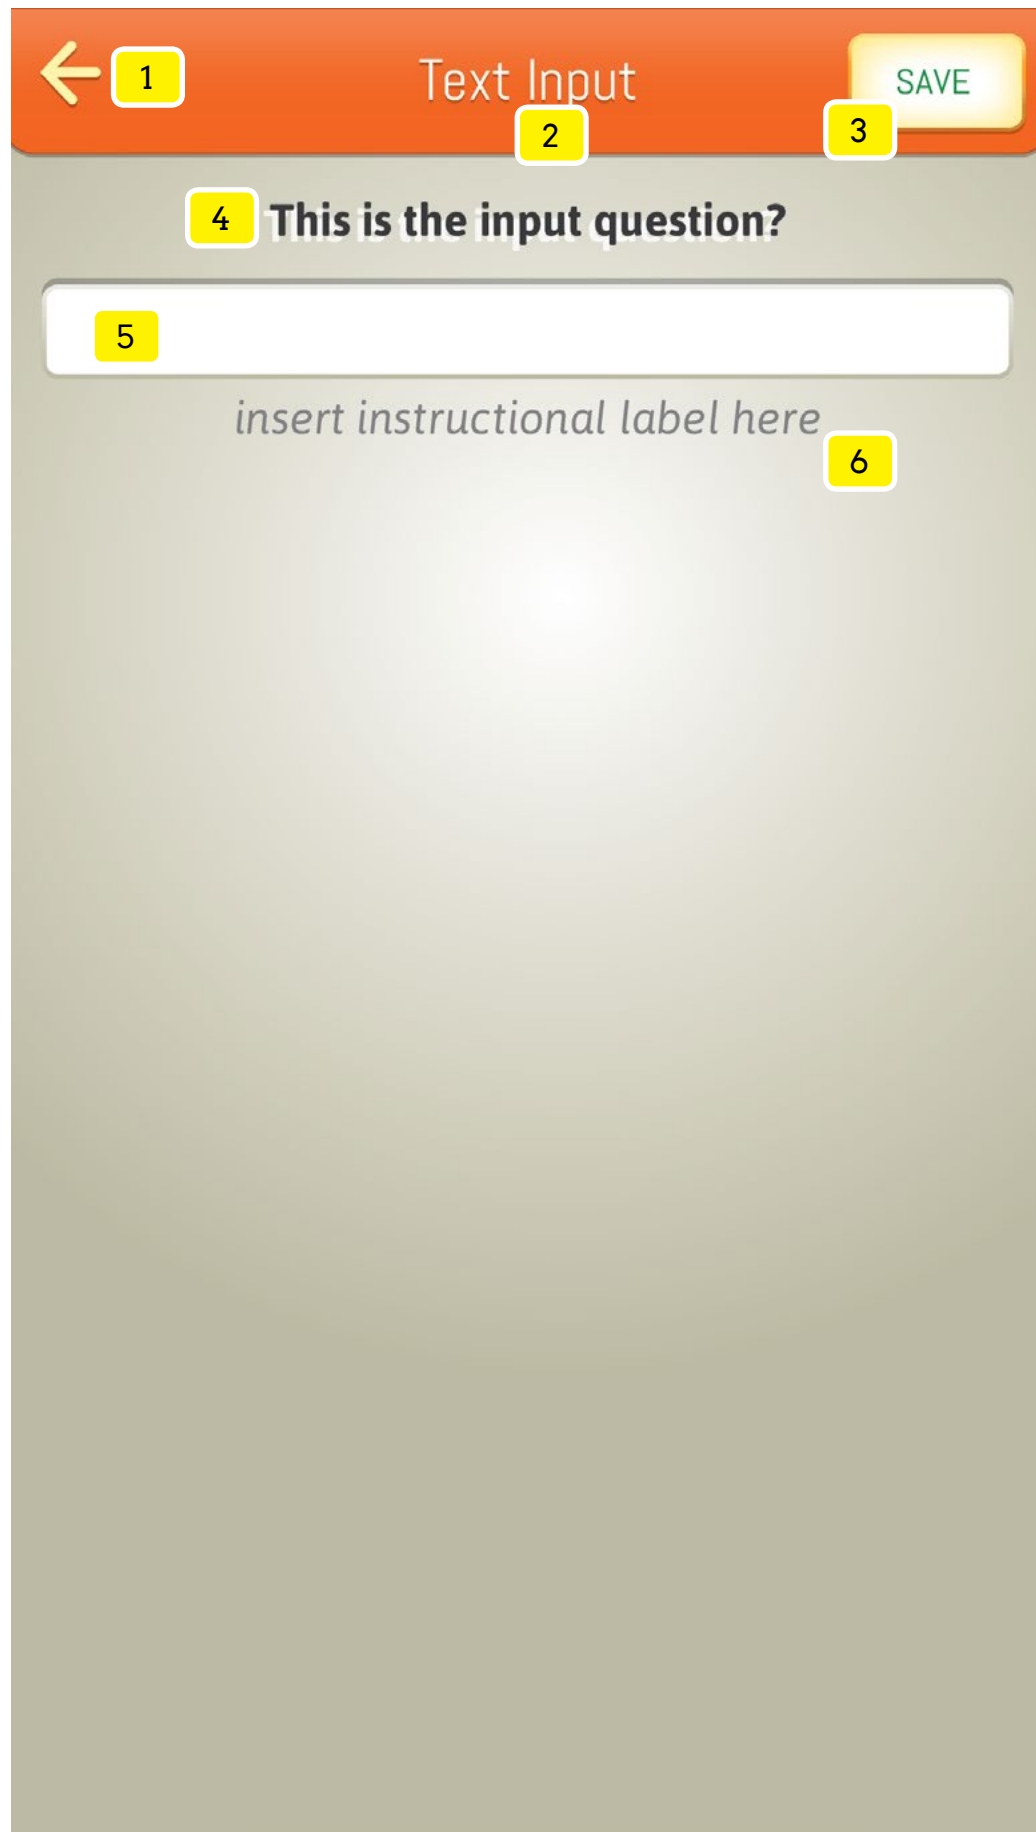 1
Text Input
SAVE
2
3
4
This is the input question?
5
insert instructional label here
6